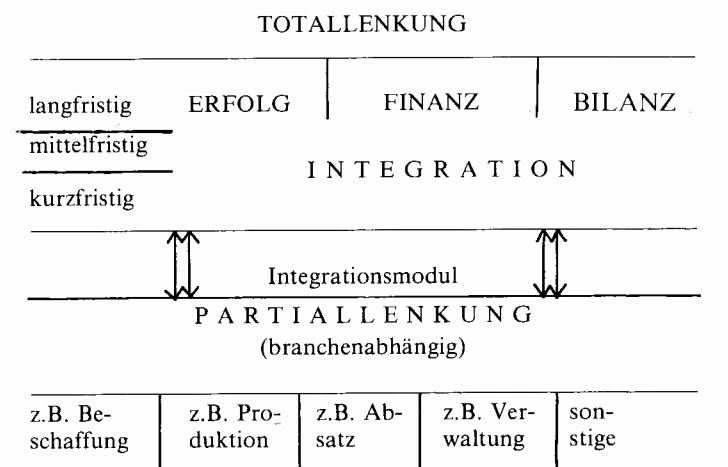 TOTALLENKUNG
langfristig ERFOLG FINANZ BILANZ
mittelfristig
INTEGRATION
kurzfristig
Integrationsmodul
PARTIALLENKUNG
(branchenabhängig)
z.B. Be- z.B. Pro- z.B. Ab- z.B. Ver- son-
schaffung duktion satz waltung stige